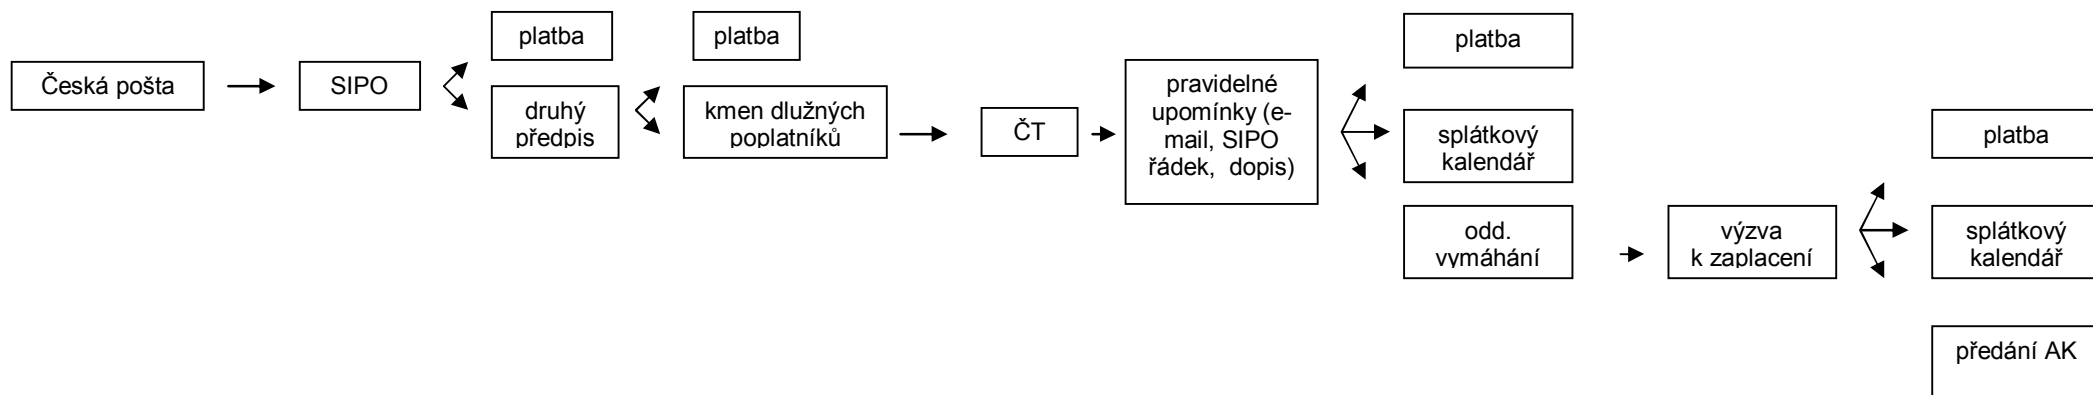 Česká pošta
SIPO
platba
druhý
předpis
platba
kmen dlužných
poplatníků
ČT
pravidelné
upomínky (e-
mail, SIPO
řádek, dopis)
platba
splátkový
kalendář
odd.
vymáhání
výzva
k zaplacení
platba
splátkový
kalendář
předání AK